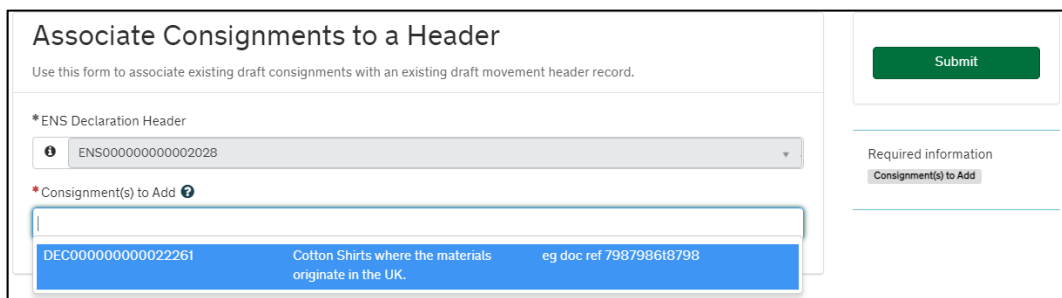 Associate Consignments to a Header
Use this form to associate existing draft consignments with an existing draft movement header record.
Submit
*ENS Declaration Header
ENS000000000002028
Required information
Consignment(s) to Add
*Consignment(s) to Add
DEC000000000022261 Cotton Shirts where the materials eg doc ref 7987986t8798
originate in the UK.